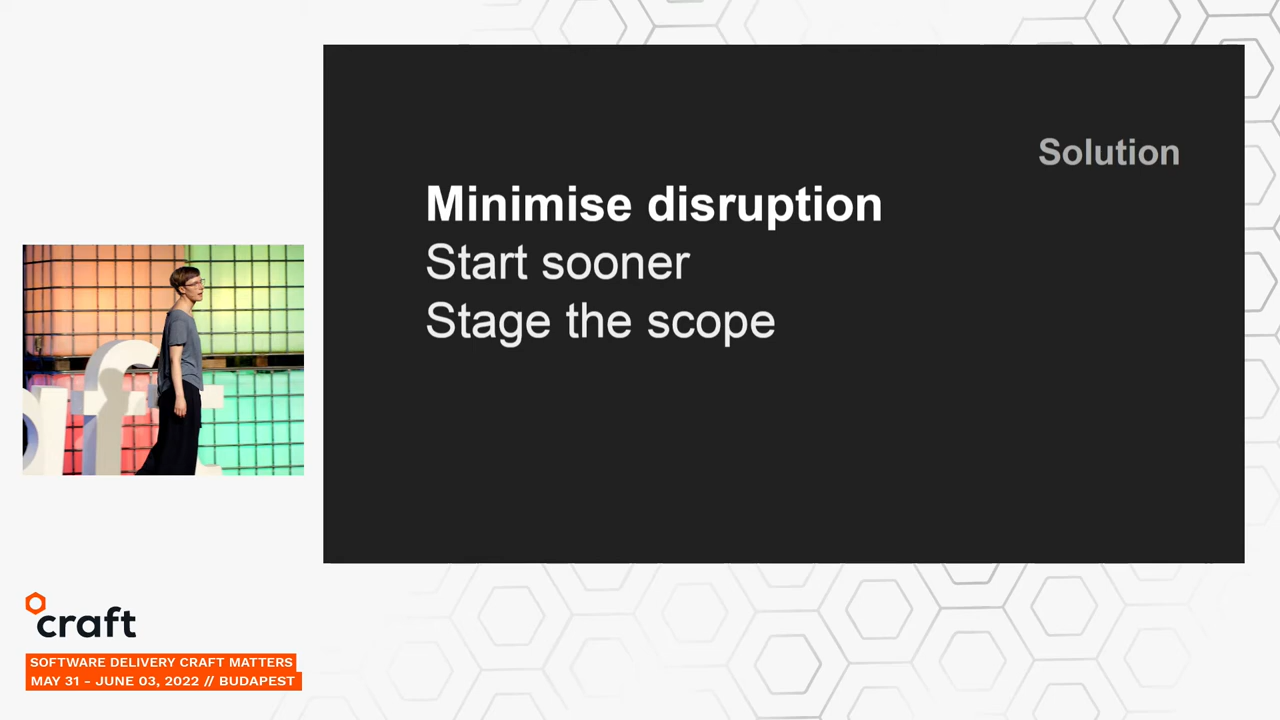 Solution
Minimise disruption
Start sooner
Stage the scope
craft
SOFTWARE DELIVERY CRAFT MATTERS
MAY 31 - JUNE 03, 2022 // BUDAPEST